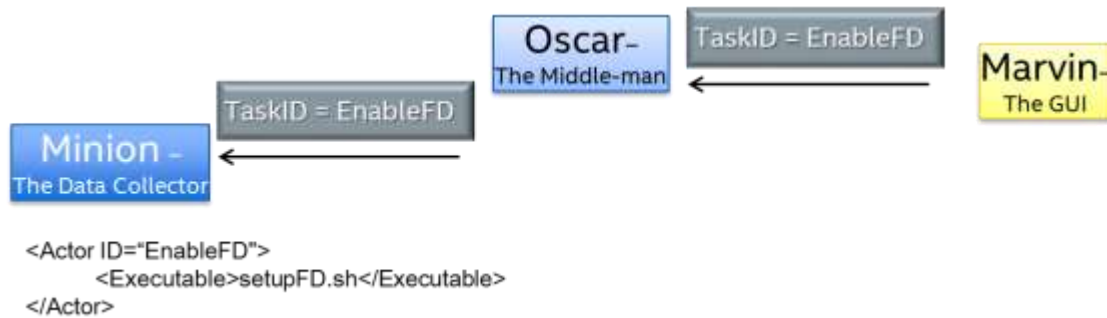 Oscar–
The Middle-man
TaskID = EnableFD
Marvin–
The GUI
TaskID = EnableFD
Minion –
The Data Collector
<Actor ID=“EnableFD">
<Executable>setupFD.sh</Executable>
</Actor>